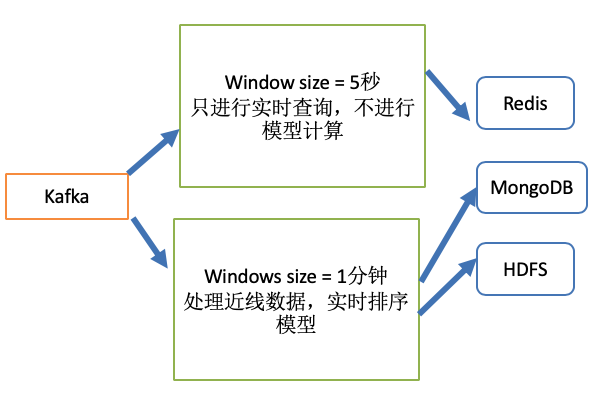 Kafka
Window size = 5秒
只进行实时查询，不进行
模型计算
Windows size = 1分钟
处理近线数据，实时排序
模型
Redis
MongoDB
HDFS